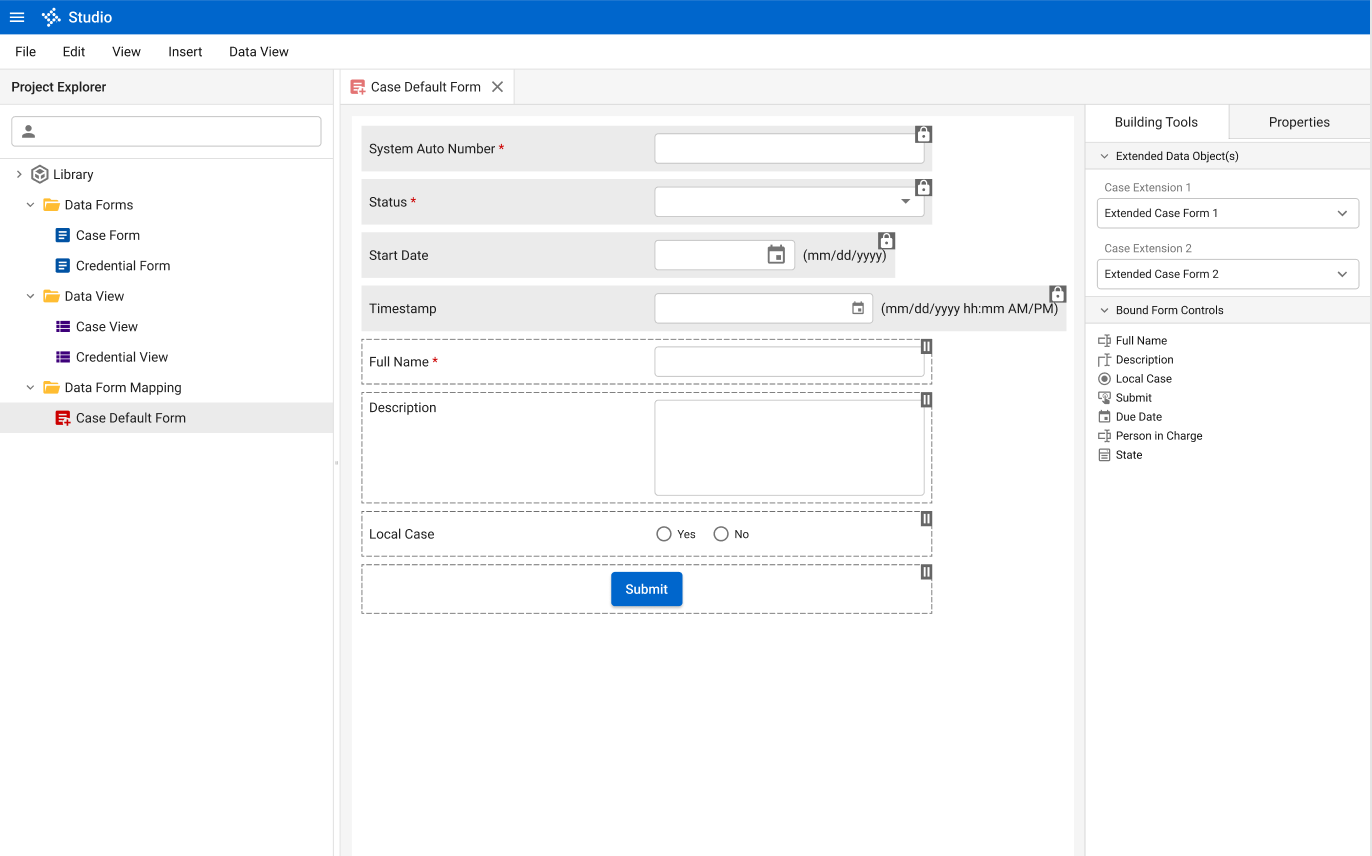 Studio
File Edit View Insert Data View
Project Explorer
Library
Data Forms
Case Form
Credential Form
Data View
Case View
Credential View
Data Form Mapping
Case Default Form
Case Default Form
System Auto Number *
Status *
Start Date (mm/dd/yyyy)
Timestamp (mm/dd/yyyy hh:mm AM/PM)
Full Name *
Description
Local Case Yes No
Submit
Building Tools Properties
Extended Data Object(s)
Case Extension 1
Extended Case Form 1
Case Extension 2
Extended Case Form 2
Bound Form Controls
Full Name
Description
Local Case
Submit
Due Date
Person in Charge
State